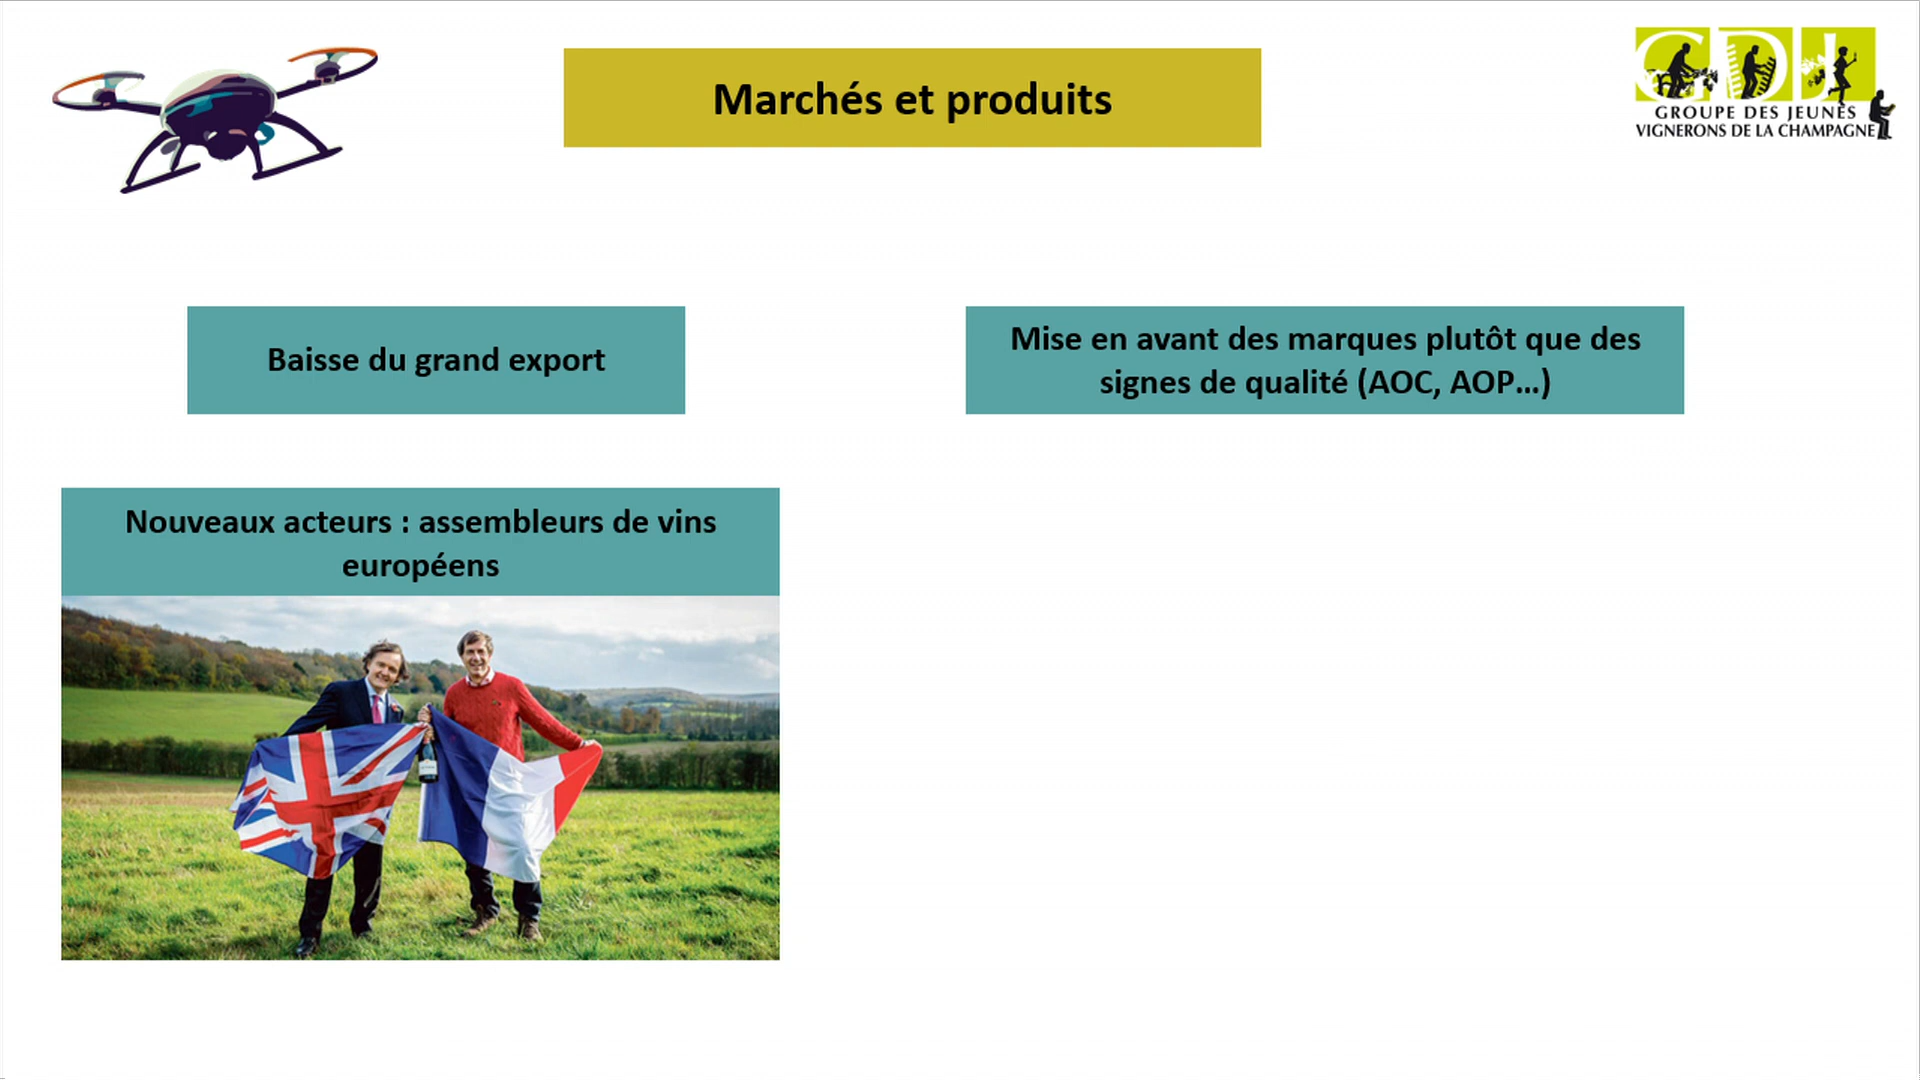 Marchés et produits
GDJ
GROUPE DES JEUNES
VIGNERONS DE LA CHAMPAGNE
Baisse du grand export
Mise en avant des marques plutôt que des
signes de qualité (AOC, AOP...)
Nouveaux acteurs : assembleurs de vins
européens